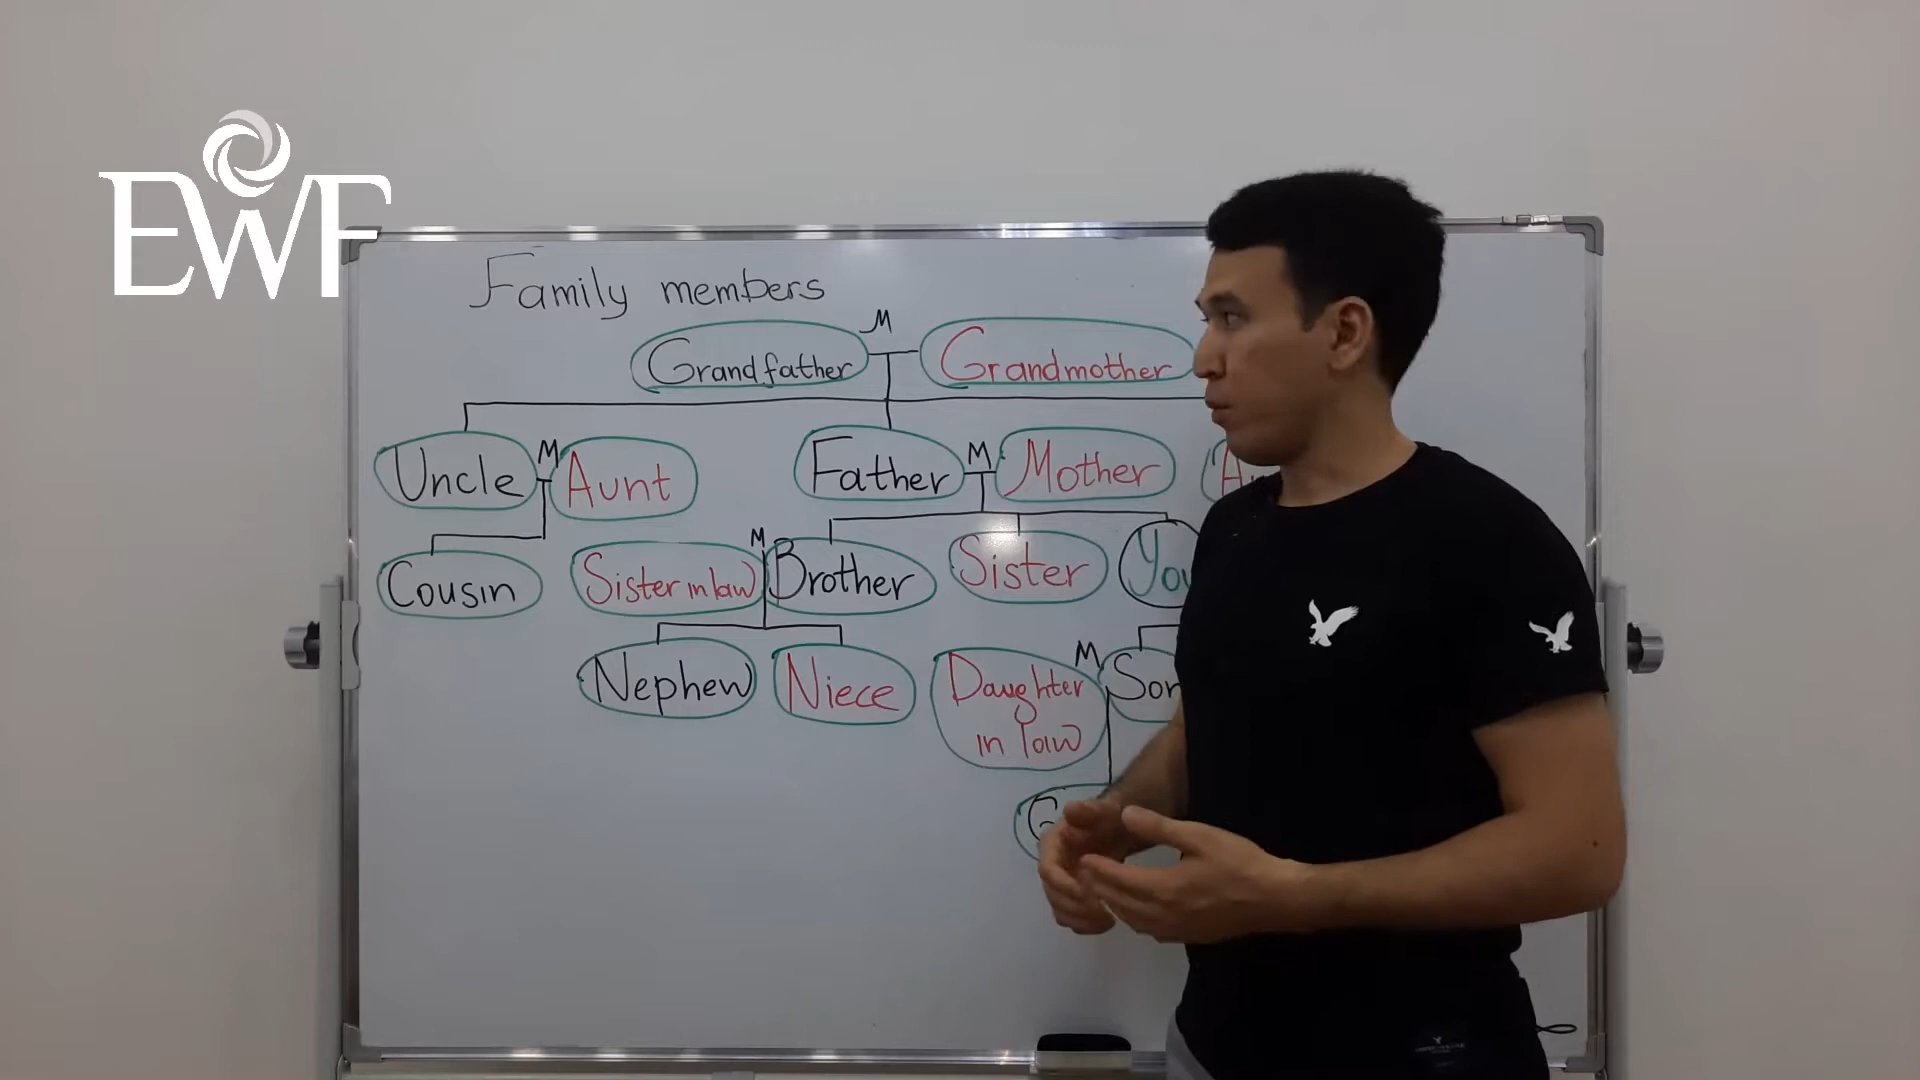 EWF
Family members
M
Grandfather Grandmother
M M
Uncle Aunt Father Mother
M
Cousin Sister in law Brother Sister
M
Nephew Niece Daughter
in law